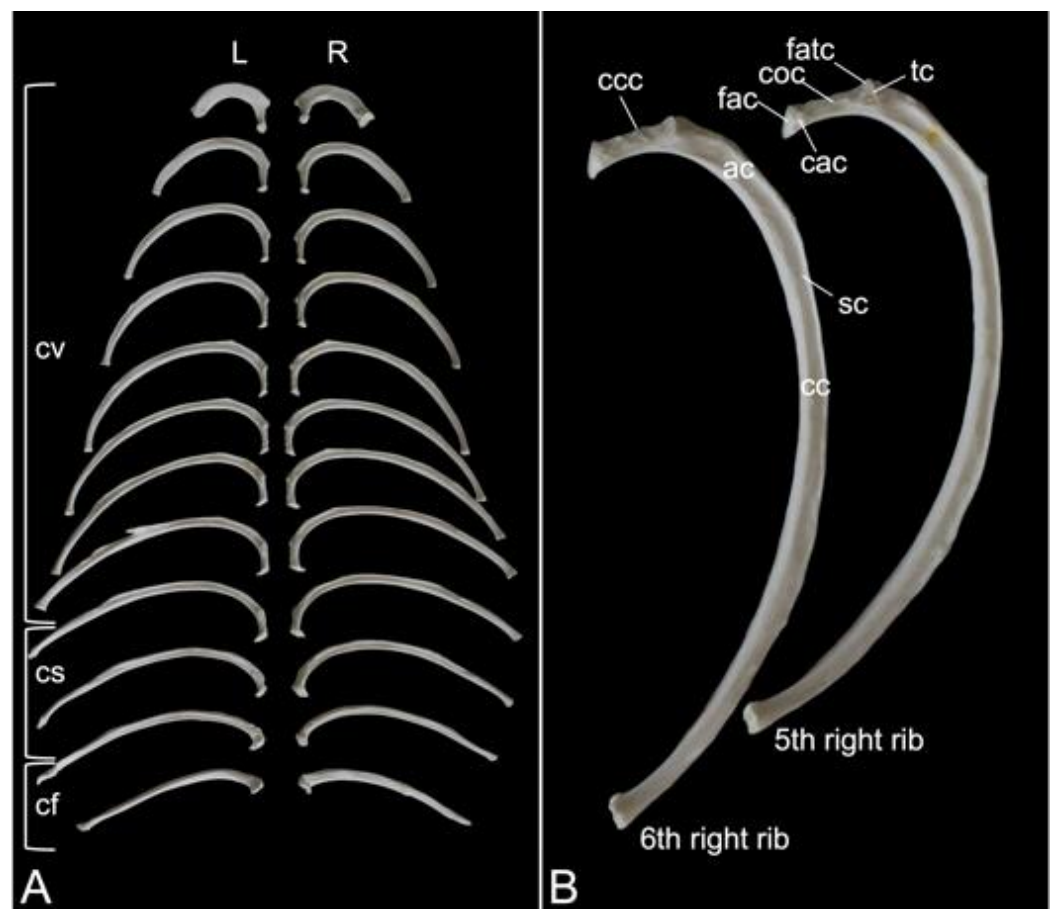 L R
cv
cs
cf
A
fatc
coc tc
ccc
fac
cac
ac
sc
cc
5th right rib
6th right rib
B